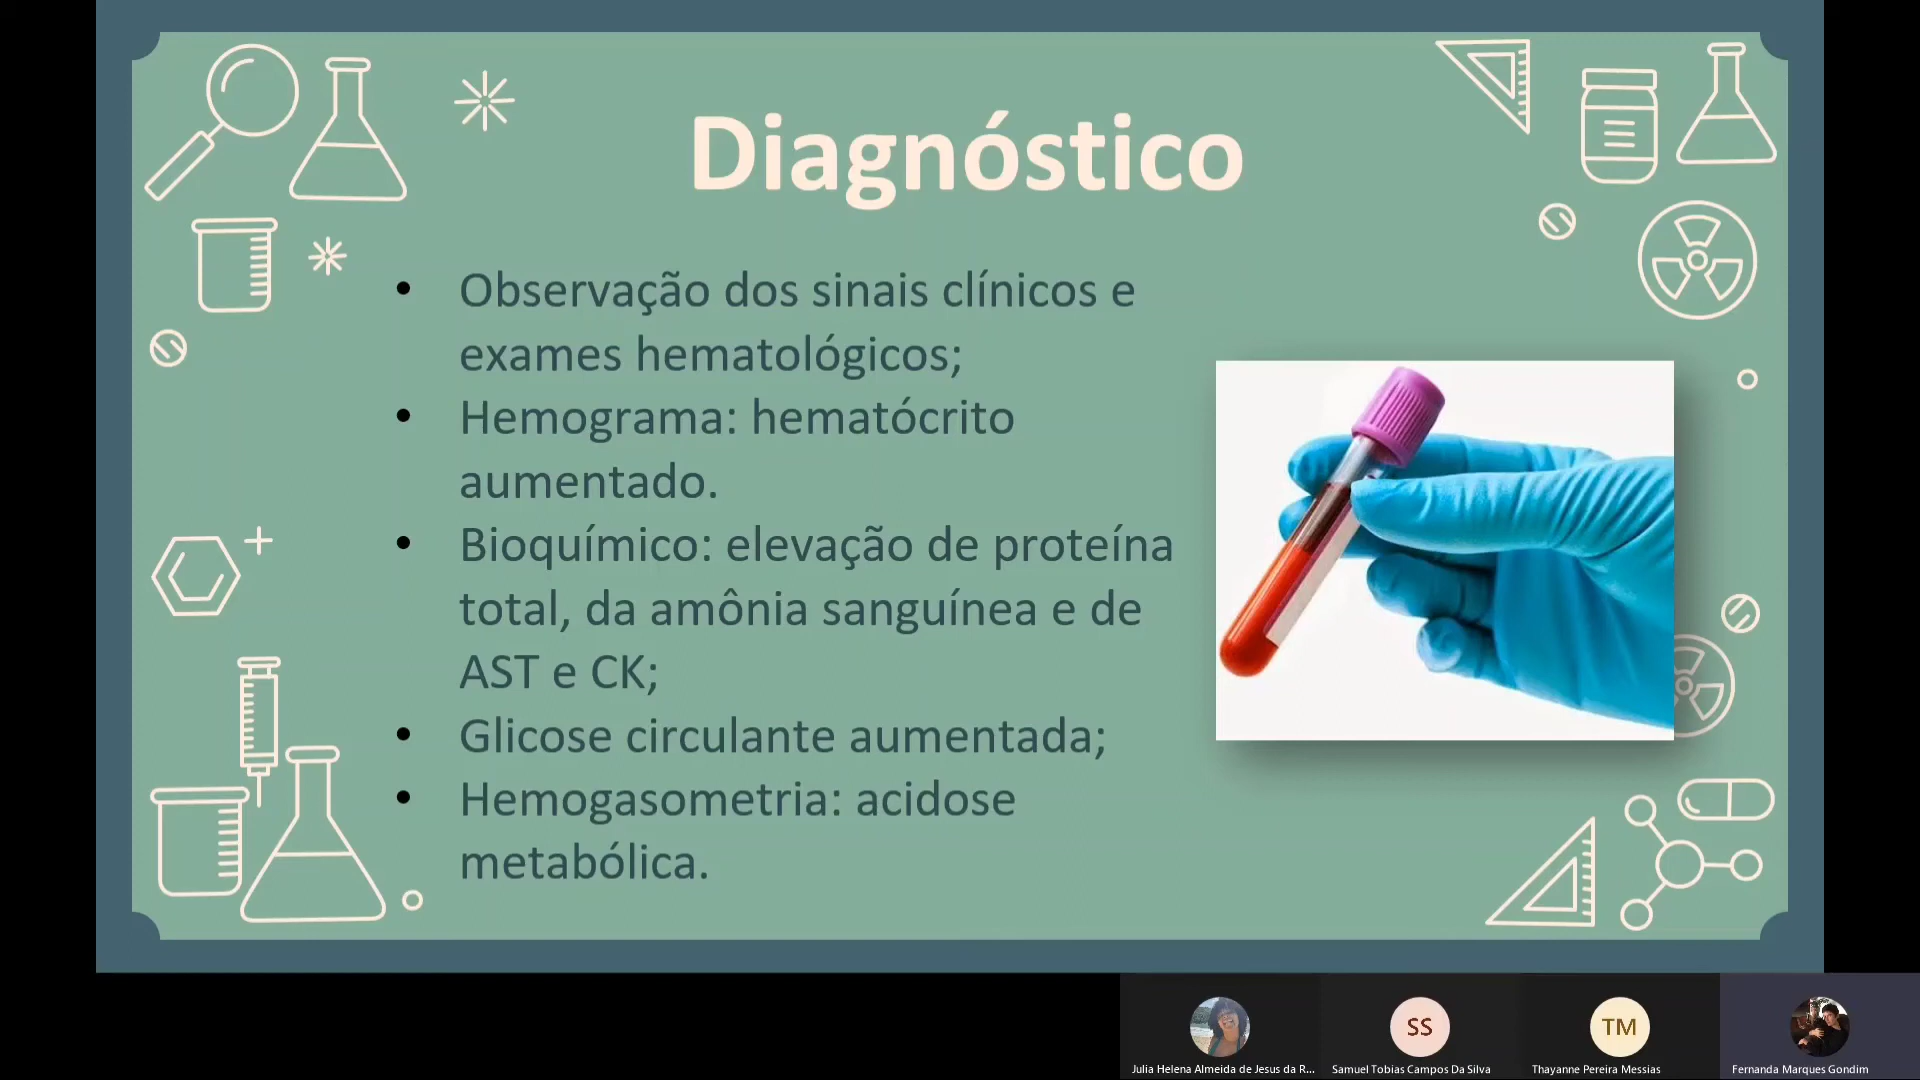 Diagnóstico
• Observação dos sinais clínicos e
exames hematológicos;
• Hemograma: hematócrito
aumentado.
• Bioquímico: elevação de proteína
total, da amônia sanguínea e de
AST e CK;
• Glicose circulante aumentada;
• Hemogasometria: acidose
metabólica.
SS
TM
Julia Helena Almeida de Jesus da R...
Samuel Tobias Campos Da Silva
Thayanne Pereira Messias
Fernanda Marques Gondim